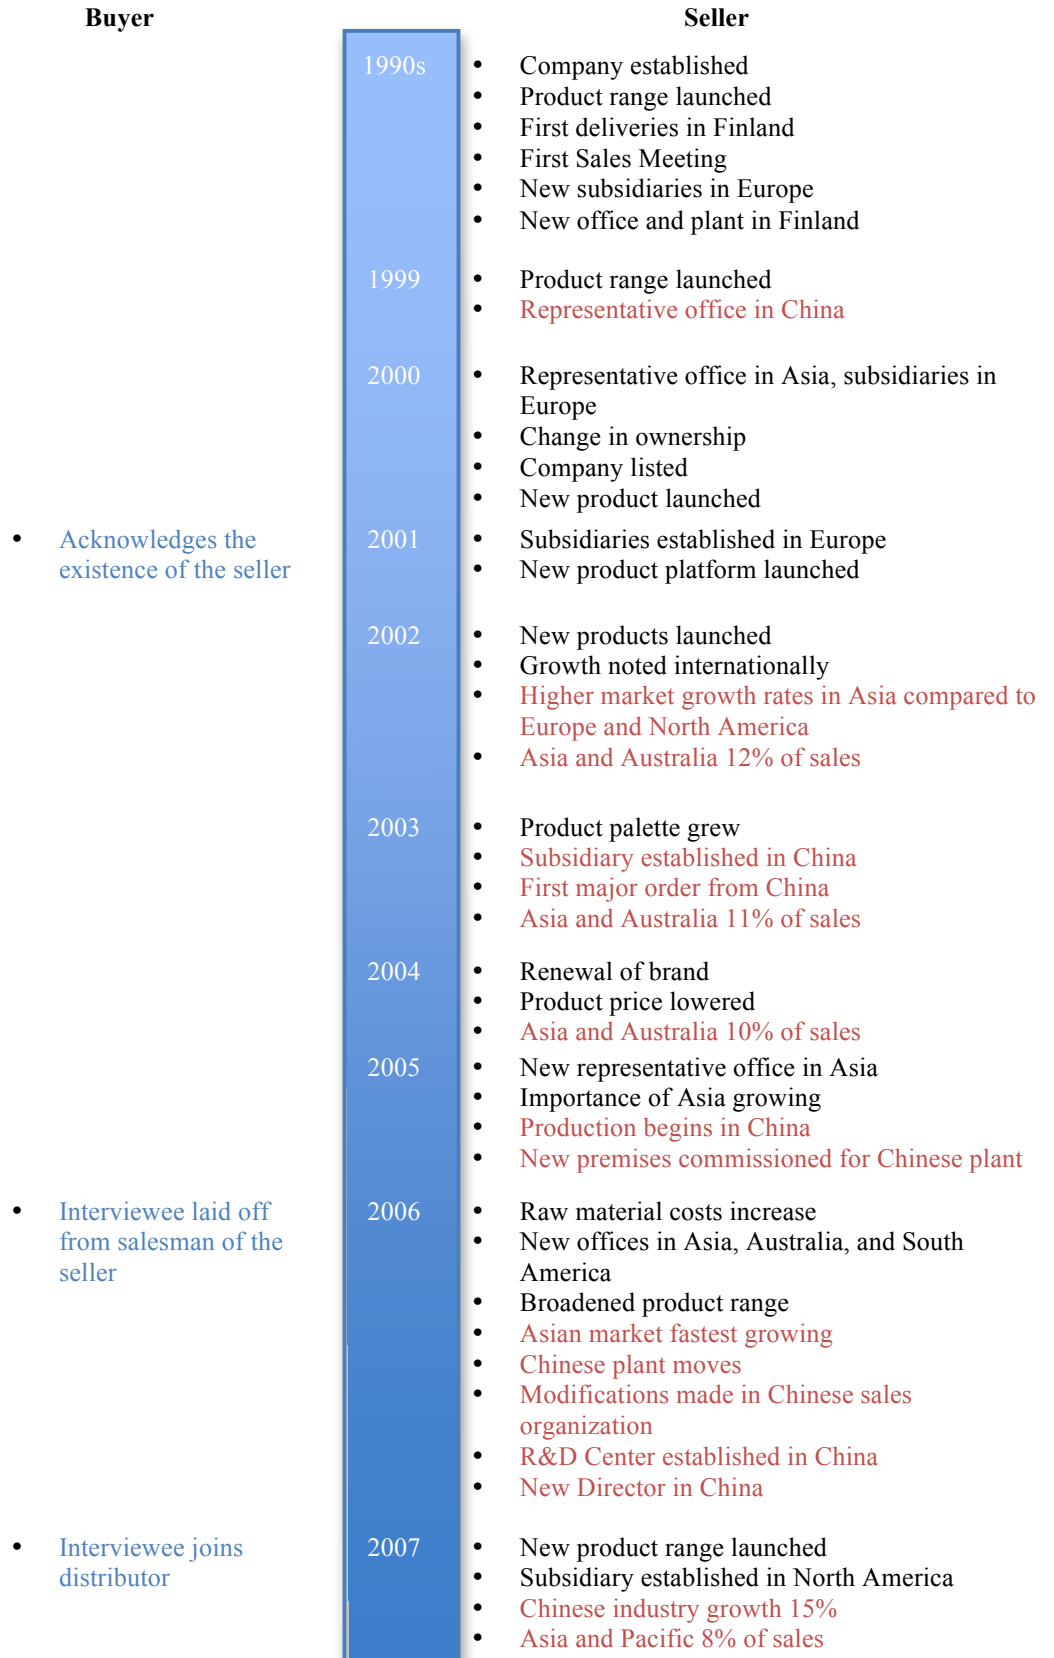 Buyer Seller
1990s • Company established
• Product range launched
• First deliveries in Finland
• First Sales Meeting
• New subsidiaries in Europe
• New office and plant in Finland
1999 • Product range launched
• Representative office in China
2000 • Representative office in Asia, subsidiaries in
Europe
• Change in ownership
• Company listed
• New product launched
• Acknowledges the 2001 • Subsidiaries established in Europe
existence of the seller • New product platform launched
2002 • New products launched
• Growth noted internationally
• Higher market growth rates in Asia compared to
Europe and North America
• Asia and Australia 12% of sales
2003 • Product palette grew
• Subsidiary established in China
• First major order from China
• Asia and Australia 11% of sales
2004 • Renewal of brand
• Product price lowered
• Asia and Australia 10% of sales
2005 • New representative office in Asia
• Importance of Asia growing
• Production begins in China
• New premises commissioned for Chinese plant
• Interviewee laid off 2006 • Raw material costs increase
from salesman of the • New offices in Asia, Australia, and South
seller America
• Broadened product range
• Asian market fastest growing
• Chinese plant moves
• Modifications made in Chinese sales
organization
• R&D Center established in China
• New Director in China
• Interviewee joins 2007 • New product range launched
distributor • Subsidiary established in North America
• Chinese industry growth 15%
• Asia and Pacific 8% of sales